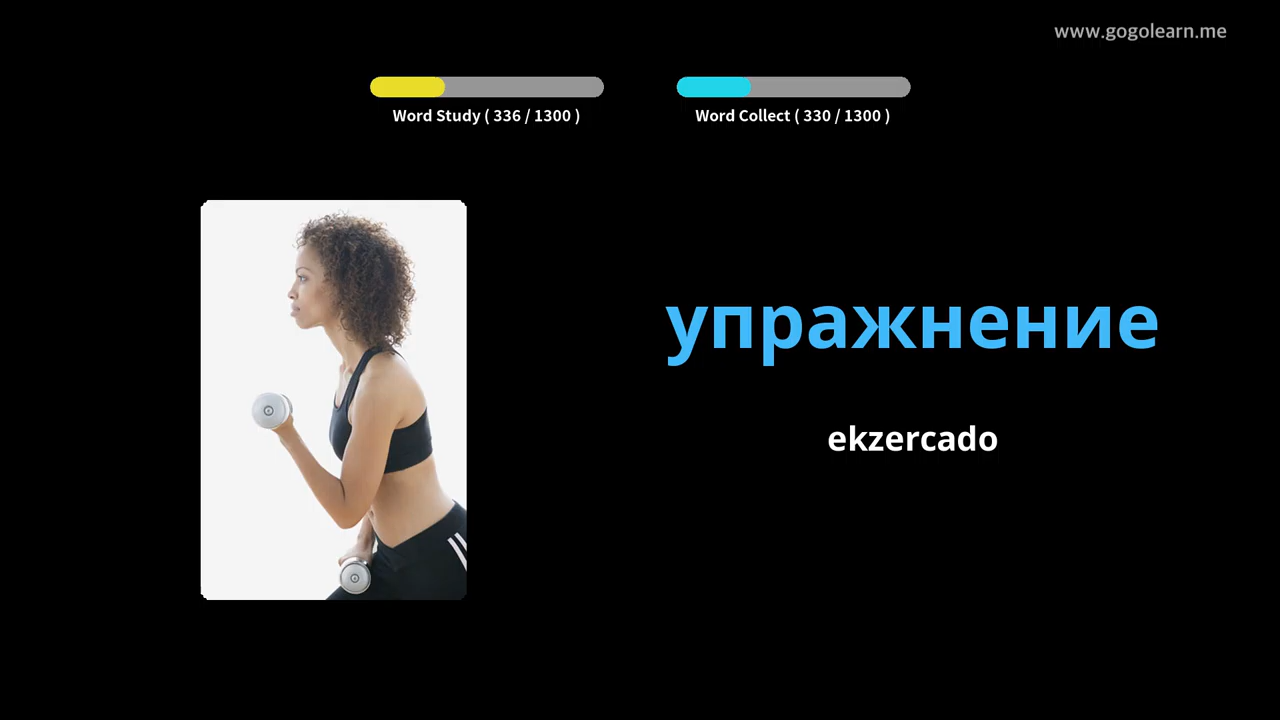 www.gogolearn.me
Word Study ( 336 / 1300 )
Word Collect ( 330 / 1300 )
упражнение
ekzercado